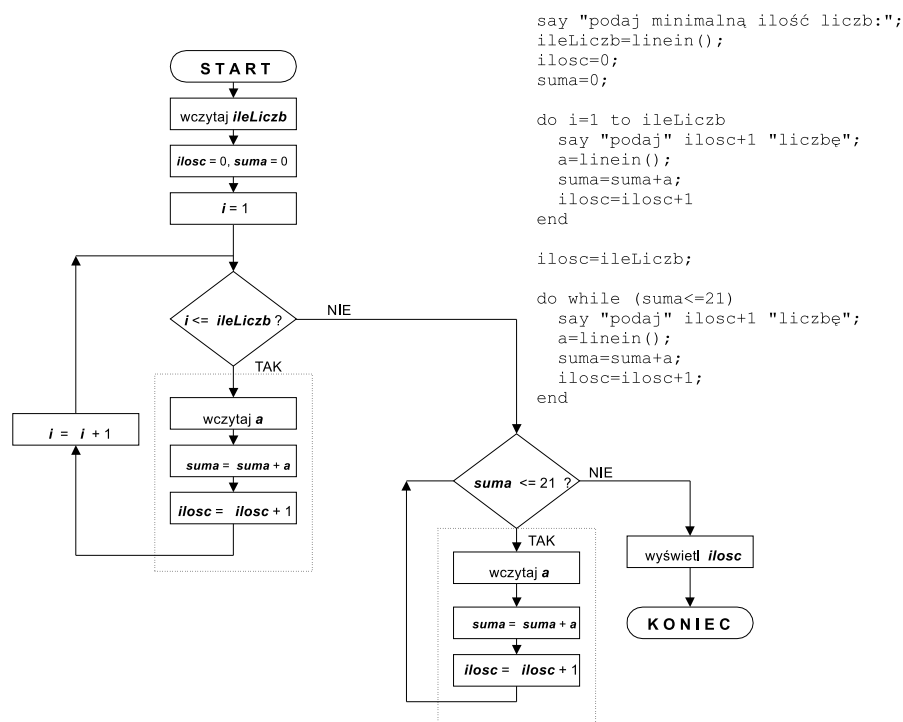 say "podaj minimalną ilość liczb:";
ileLiczb=linein();
ilosc=0;
suma=0;
do i=1 to ileLiczb
say "podaj" ilosc+1 "liczbę";
a=linein();
suma=suma+a;
ilosc=ilosc+1
end
ilosc=ileLiczb;
do while (suma<=21)
say "podaj" ilosc+1 "liczbę";
a=linein();
suma=suma+a;
ilosc=ilosc+1;
end
START
wczytaj ileLiczb
ilosc = 0, suma = 0
i = 1
i <= ileLiczb ?
NIE
TAK
wczytaj a
suma = suma + a
ilosc = ilosc + 1
i = i + 1
suma <= 21 ?
NIE
TAK
wczytaj a
suma = suma + a
ilosc = ilosc + 1
wyświetl ilosc
KONIEC